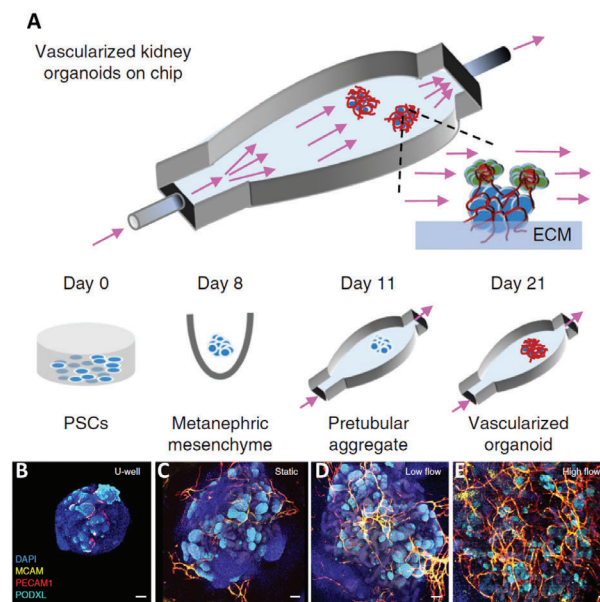 A
Vascularized kidney
organoids on chip
ECM
Day 0
Day 8
Day 11
Day 21
PSCs
Metanephric
mesenchyme
Pretubular
aggregate
Vascularized
organoid
B
U-well
DAPI
MCAM
PECAM1
PODXL
C
Static
D
Low flow
E
High flow